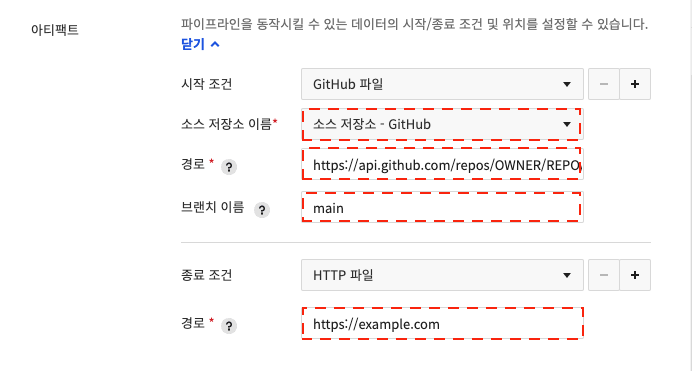 아티팩트
파이프라인을 동작시킬 수 있는 데이터의 시작/종료 조건 및 위치를 설정할 수 있습니다.
닫기
시작 조건 GitHub 파일 − +
소스 저장소 이름* 소스 저장소 - GitHub
경로 * ? https://api.github.com/repos/OWNER/REPO
브랜치 이름 ? main
종료 조건 HTTP 파일 − +
경로 * ? https://example.com